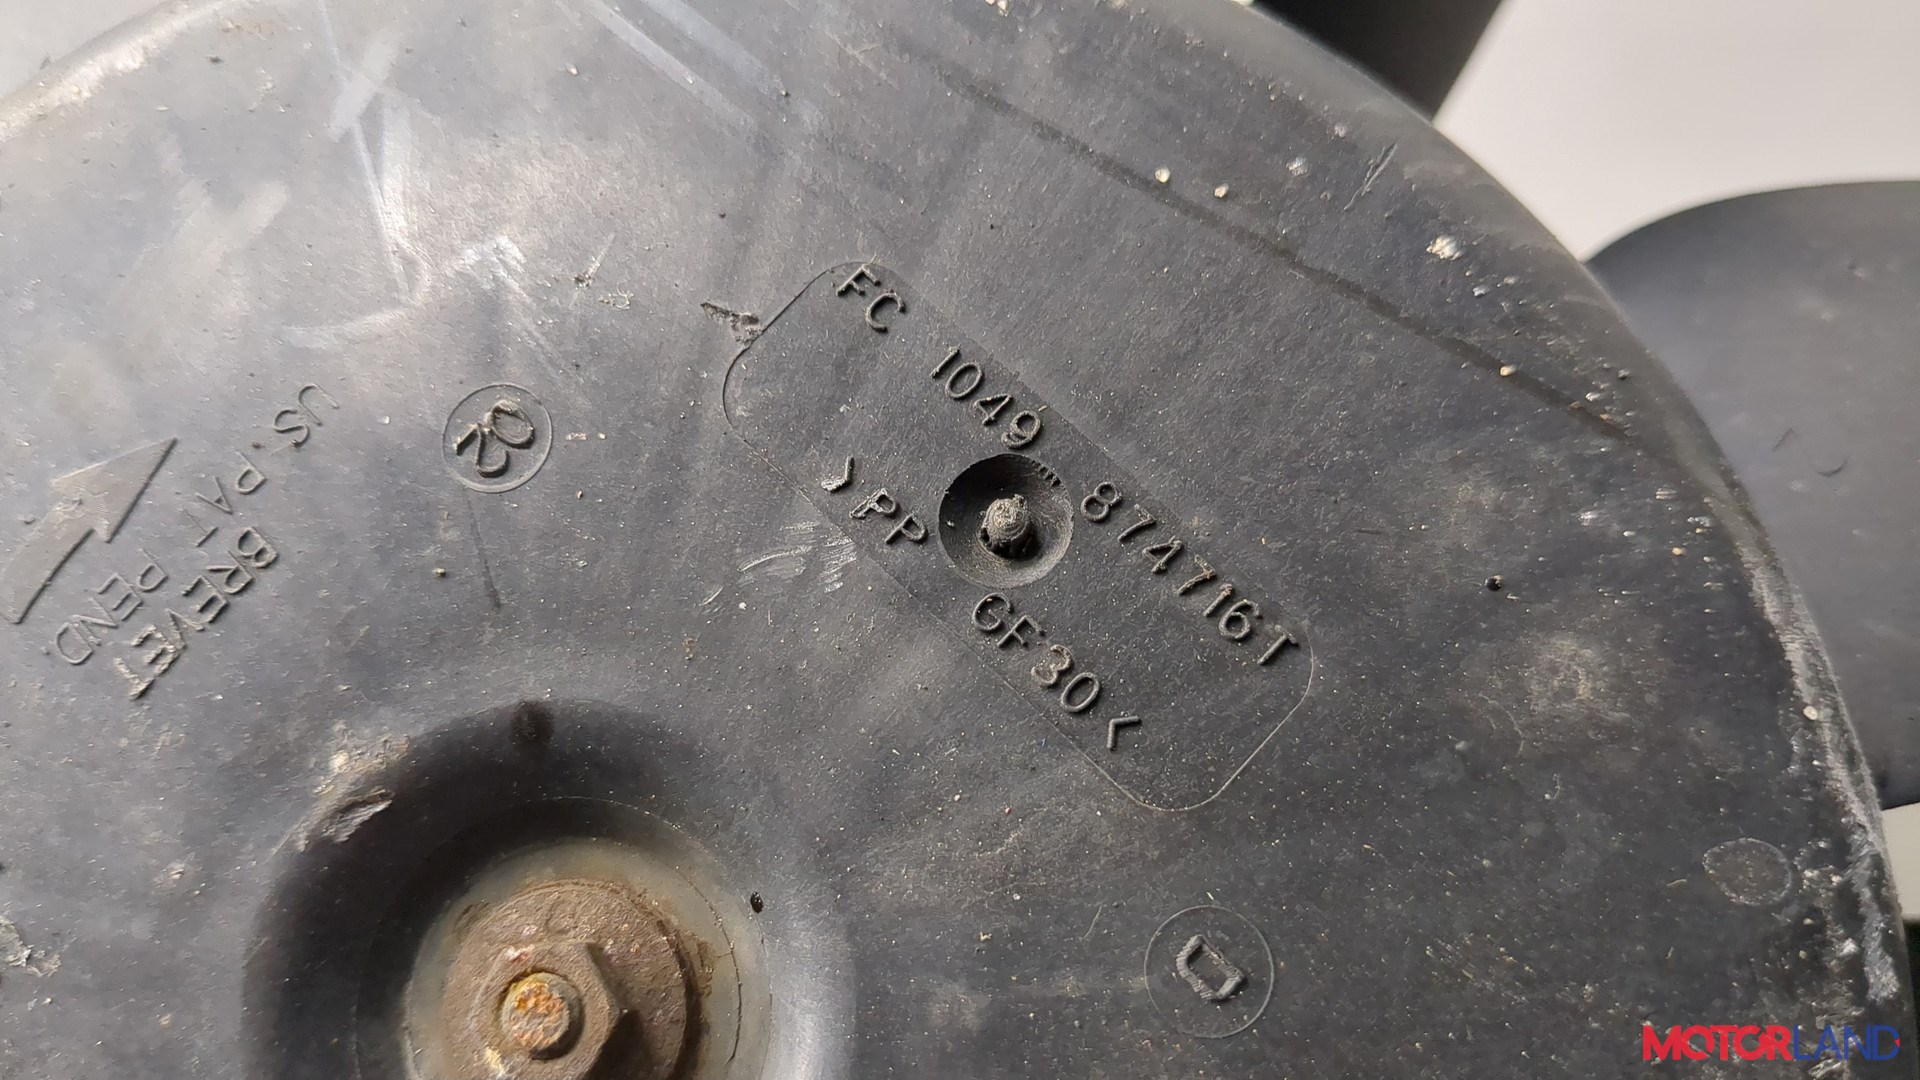 FC 1049 874716T
>PP GF30<
02
US. PAT. PEND.
BREVET
D
MOTORLAND